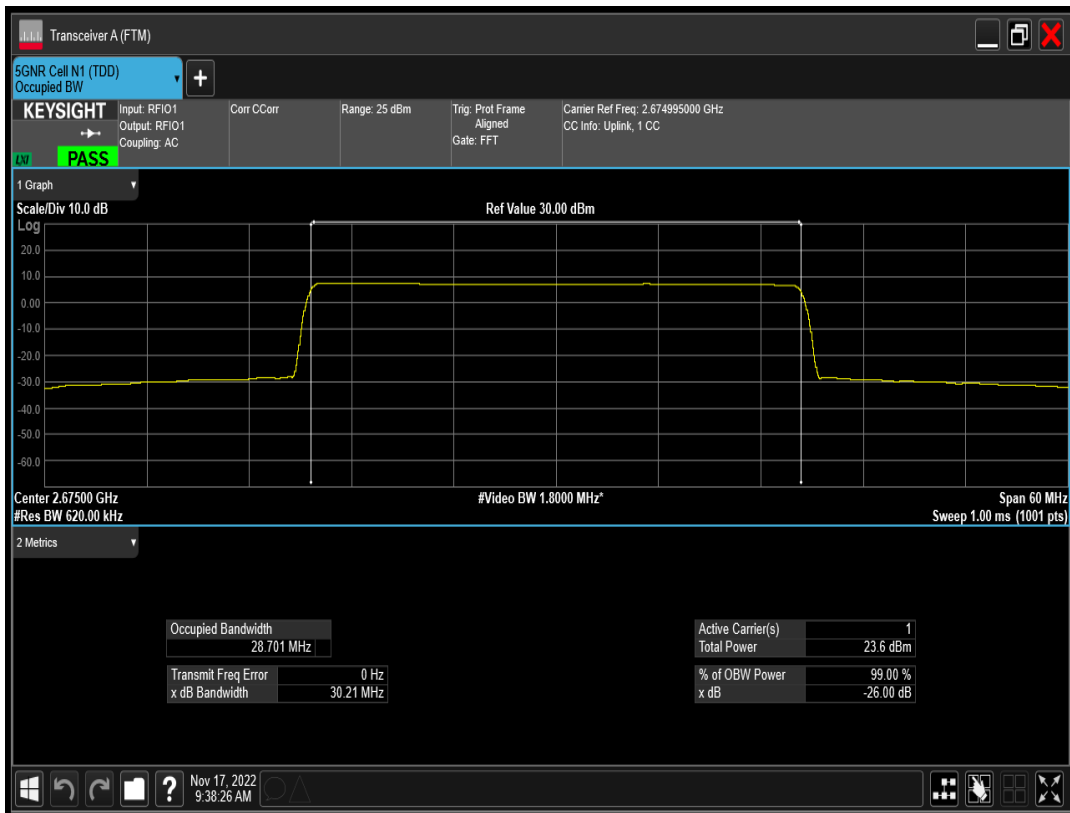 Transceiver A (FTM)
5GNR Cell N1 (TDD)
Occupied BW
KEYSIGHT
LXI
PASS
Input: RFIO1
Output: RFIO1
Coupling: AC
Corr CCorr
Range: 25 dBm
Trig: Prot Frame
Aligned
Gate: FFT
Carrier Ref Freq: 2.674995000 GHz
CC Info: Uplink, 1 CC
1 Graph
Scale/Div 10.0 dB
Ref Value 30.00 dBm
Log
20.0
10.0
0.00
-10.0
-20.0
-30.0
-40.0
-50.0
-60.0
Center 2.67500 GHz
#Video BW 1.8000 MHz*
Span 60 MHz
#Res BW 620.00 kHz
Sweep 1.00 ms (1001 pts)
2 Metrics
Occupied Bandwidth
28.701 MHz
Transmit Freq Error 0 Hz
x dB Bandwidth 30.21 MHz
Active Carrier(s) 1
Total Power 23.6 dBm
% of OBW Power 99.00 %
x dB -26.00 dB
?
Nov 17, 2022
9:38:26 AM